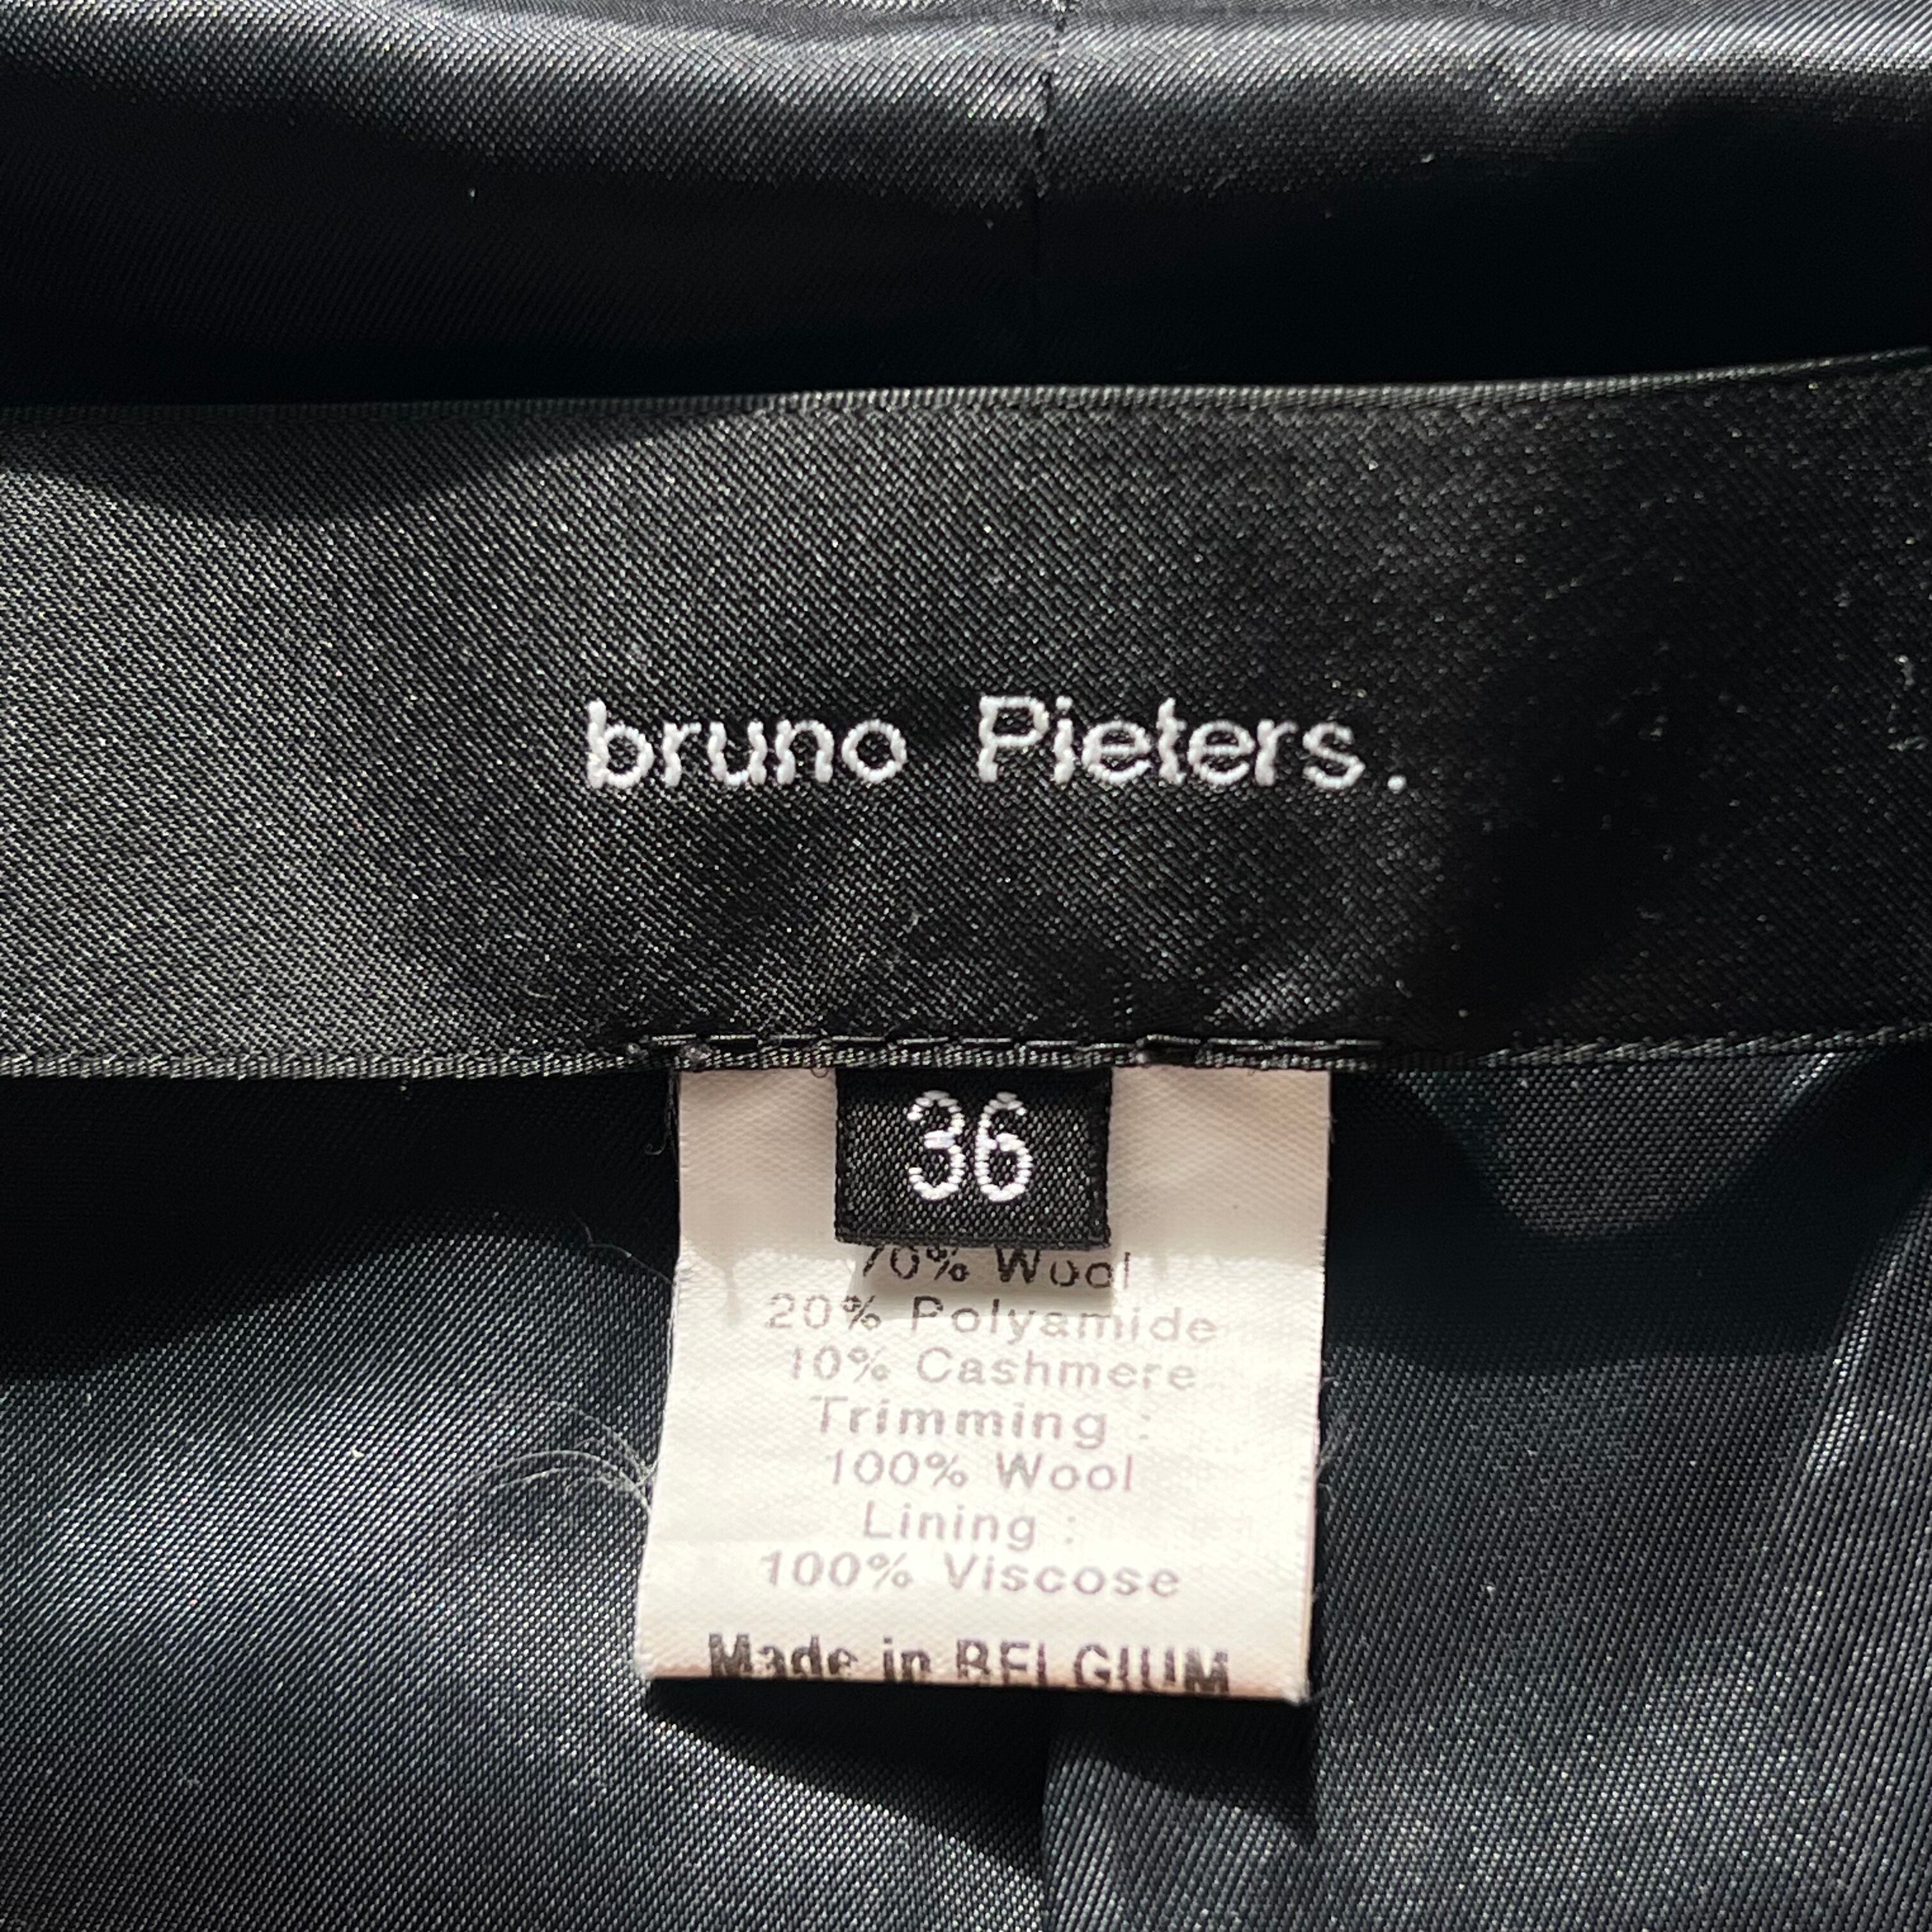 bruno Pieters.
36
70% Wool
20% Polyamide
10% Cashmere
Trimming :
100% Wool
Lining :
100% Viscose
Made in BELGIUM